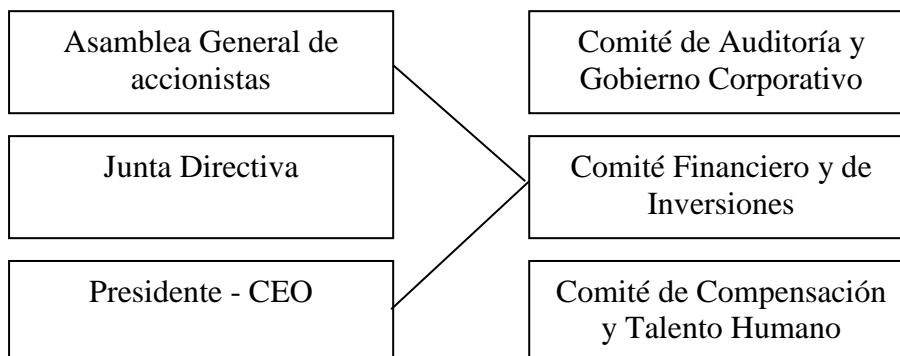 Asamblea General de
accionistas
Junta Directiva
Presidente - CEO
Comité de Auditoría y
Gobierno Corporativo
Comité Financiero y de
Inversiones
Comité de Compensación
y Talento Humano